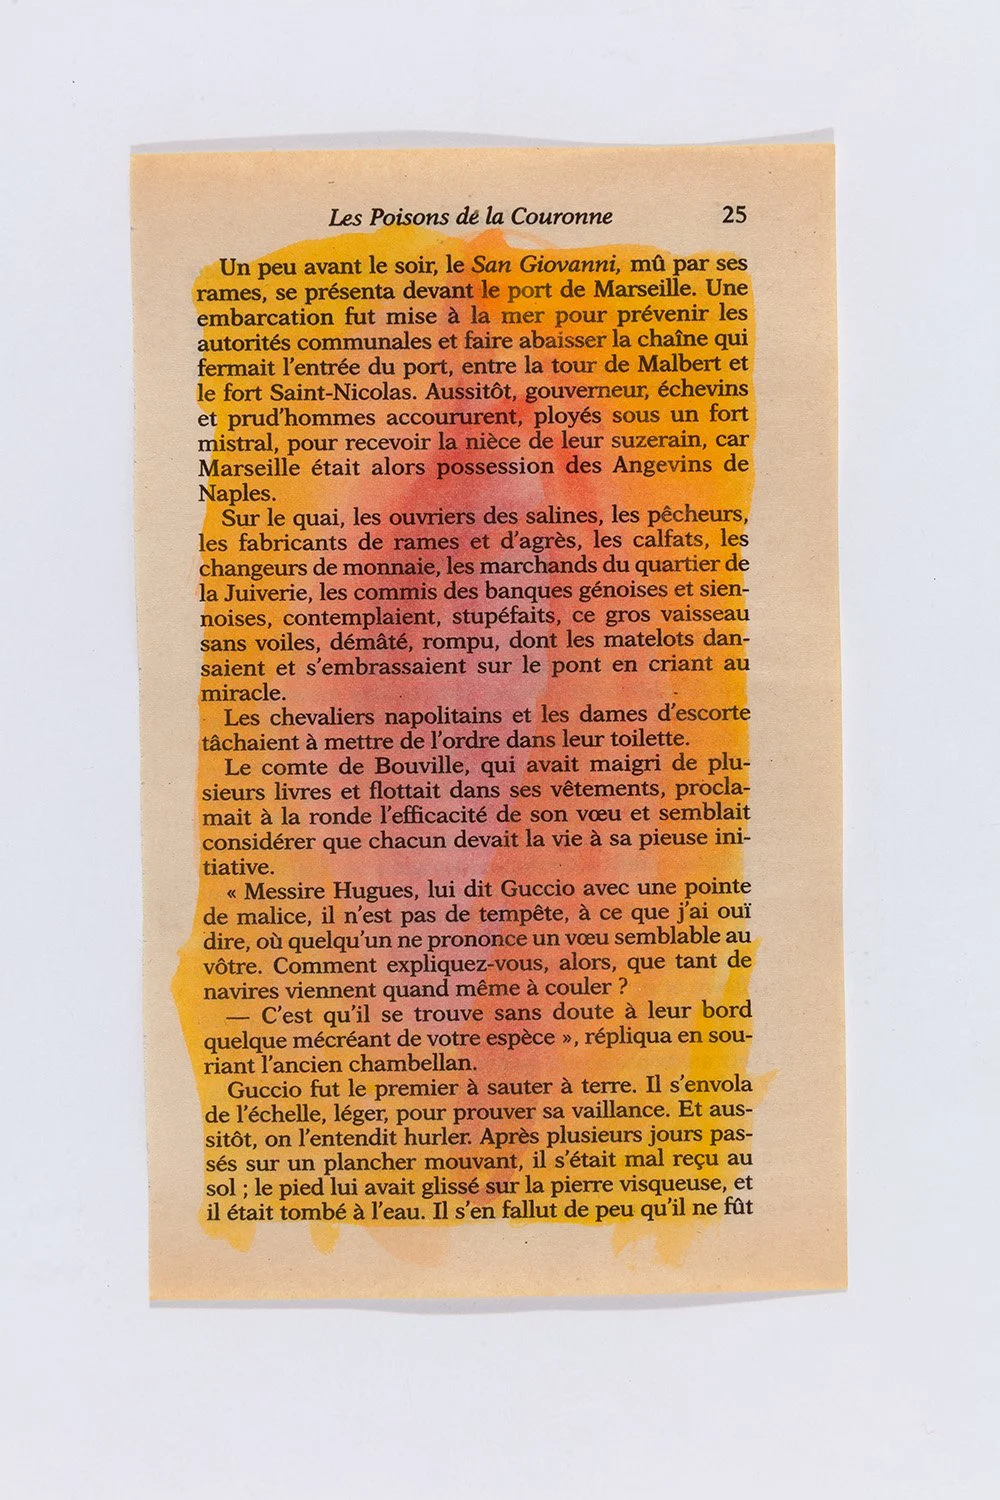 Les Poisons de la Couronne 25
Un peu avant le soir, le San Giovanni, mû par ses
rames, se présenta devant le port de Marseille. Une
embarcation fut mise à la mer pour prévenir les
autorités communales et faire abaisser la chaîne qui
fermait l'entrée du port, entre la tour de Malbert et
le fort Saint-Nicolas. Aussitôt, gouverneur, échevins
et prud'hommes accoururent, ployés sous un fort
mistral, pour recevoir la nièce de leur suzerain, car
Marseille était alors possession des Angevins de
Naples.
Sur le quai, les ouvriers des salines, les pêcheurs,
les fabricants de rames et d'agrès, les calfats, les
changeurs de monnaie, les marchands du quartier de
la Juiverie, les commis des banques génoises et sien-
noises, contemplaient, stupéfaits, ce gros vaisseau
sans voiles, démâté, rompu, dont les matelots dan-
saient et s'embrassaient sur le pont en criant au
miracle.
Les chevaliers napolitains et les dames d'escorte
tâchaient à mettre de l'ordre dans leur toilette.
Le comte de Bouville, qui avait maigri de plu-
sieurs livres et flottait dans ses vêtements, procla-
mait à la ronde l'efficacité de son vœu et semblait
considérer que chacun devait la vie à sa pieuse ini-
tiative.
« Messire Hugues, lui dit Guccio avec une pointe
de malice, il n'est pas de tempête, à ce que j'ai ouï
dire, où quelqu'un ne prononce un vœu semblable au
vôtre. Comment expliquez-vous, alors, que tant de
navires viennent quand même à couler ?
— C'est qu'il se trouve sans doute à leur bord
quelque mécréant de votre espèce », répliqua en sou-
riant l'ancien chambellan.
Guccio fut le premier à sauter à terre. Il s'envola
de l'échelle, léger, pour prouver sa vaillance. Et aus-
sitôt, on l'entendit hurler. Après plusieurs jours pas-
sés sur un plancher mouvant, il s'était mal reçu au
sol ; le pied lui avait glissé sur la pierre visqueuse, et
il était tombé à l'eau. Il s'en fallut de peu qu'il ne fût